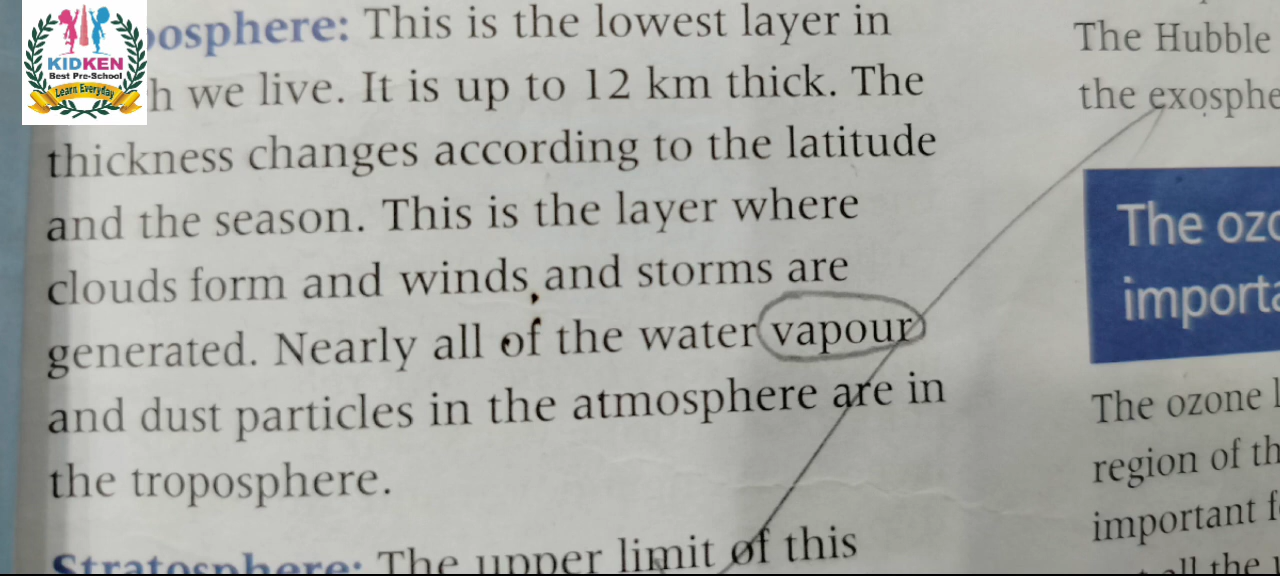 KIDKEN
Best Pre-School
Learn Everyday
posphere: This is the lowest layer in
h we live. It is up to 12 km thick. The
thickness changes according to the latitude
and the season. This is the layer where
clouds form and winds, and storms are
generated. Nearly all of the water vapour
and dust particles in the atmosphere are in
the troposphere.
Stratosphere: The upper limit of this
The Hubble
the exosphe
The ozo
importa
The ozone l
region of th
important f
all the